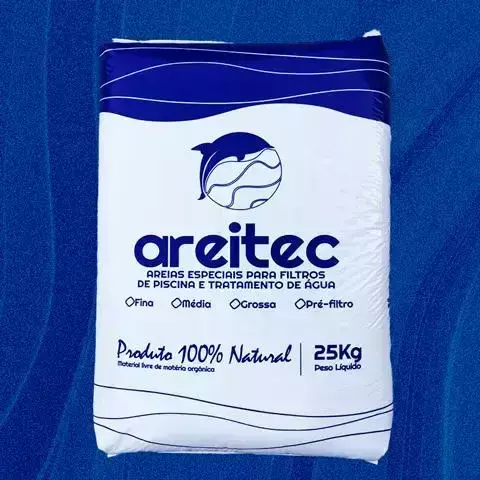 areitec
AREIAS ESPECIAIS PARA FILTROS
DE PISCINA E TRATAMENTO DE ÁGUA
Fina Média Grossa Pré-filtro
Produto 100% Natural
Material livre de matéria orgânica
25Kg
Peso Líquido